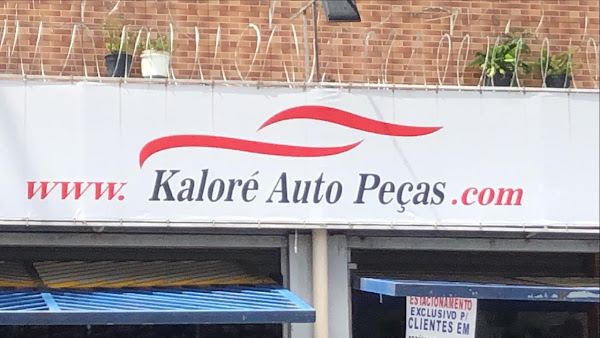 www. Kaloré Auto Peças.com
ESTACIONAMENTO
EXCLUSIVO P/
CLIENTES EM